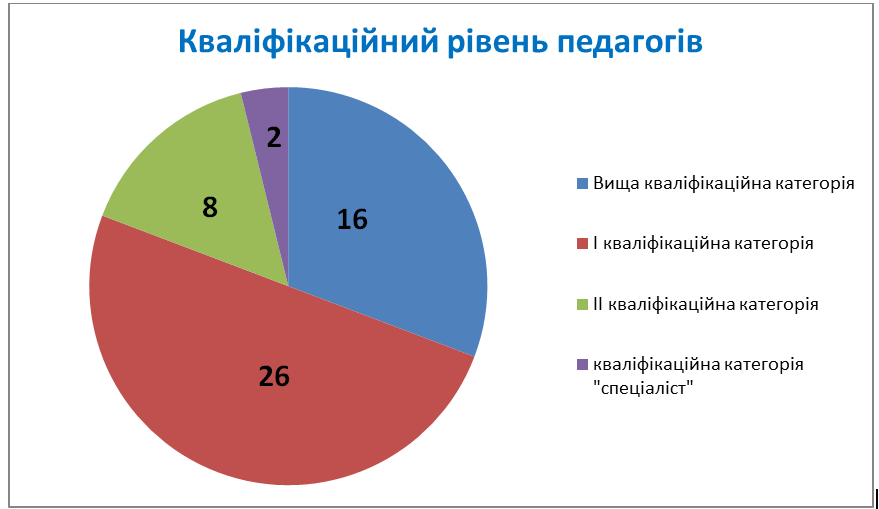 Кваліфікаційний рівень педагогів
2
16
8
26
Вища кваліфікаційна категорія
І кваліфікаційна категорія
ІІ кваліфікаційна категорія
кваліфікаційна категорія
"спеціаліст"